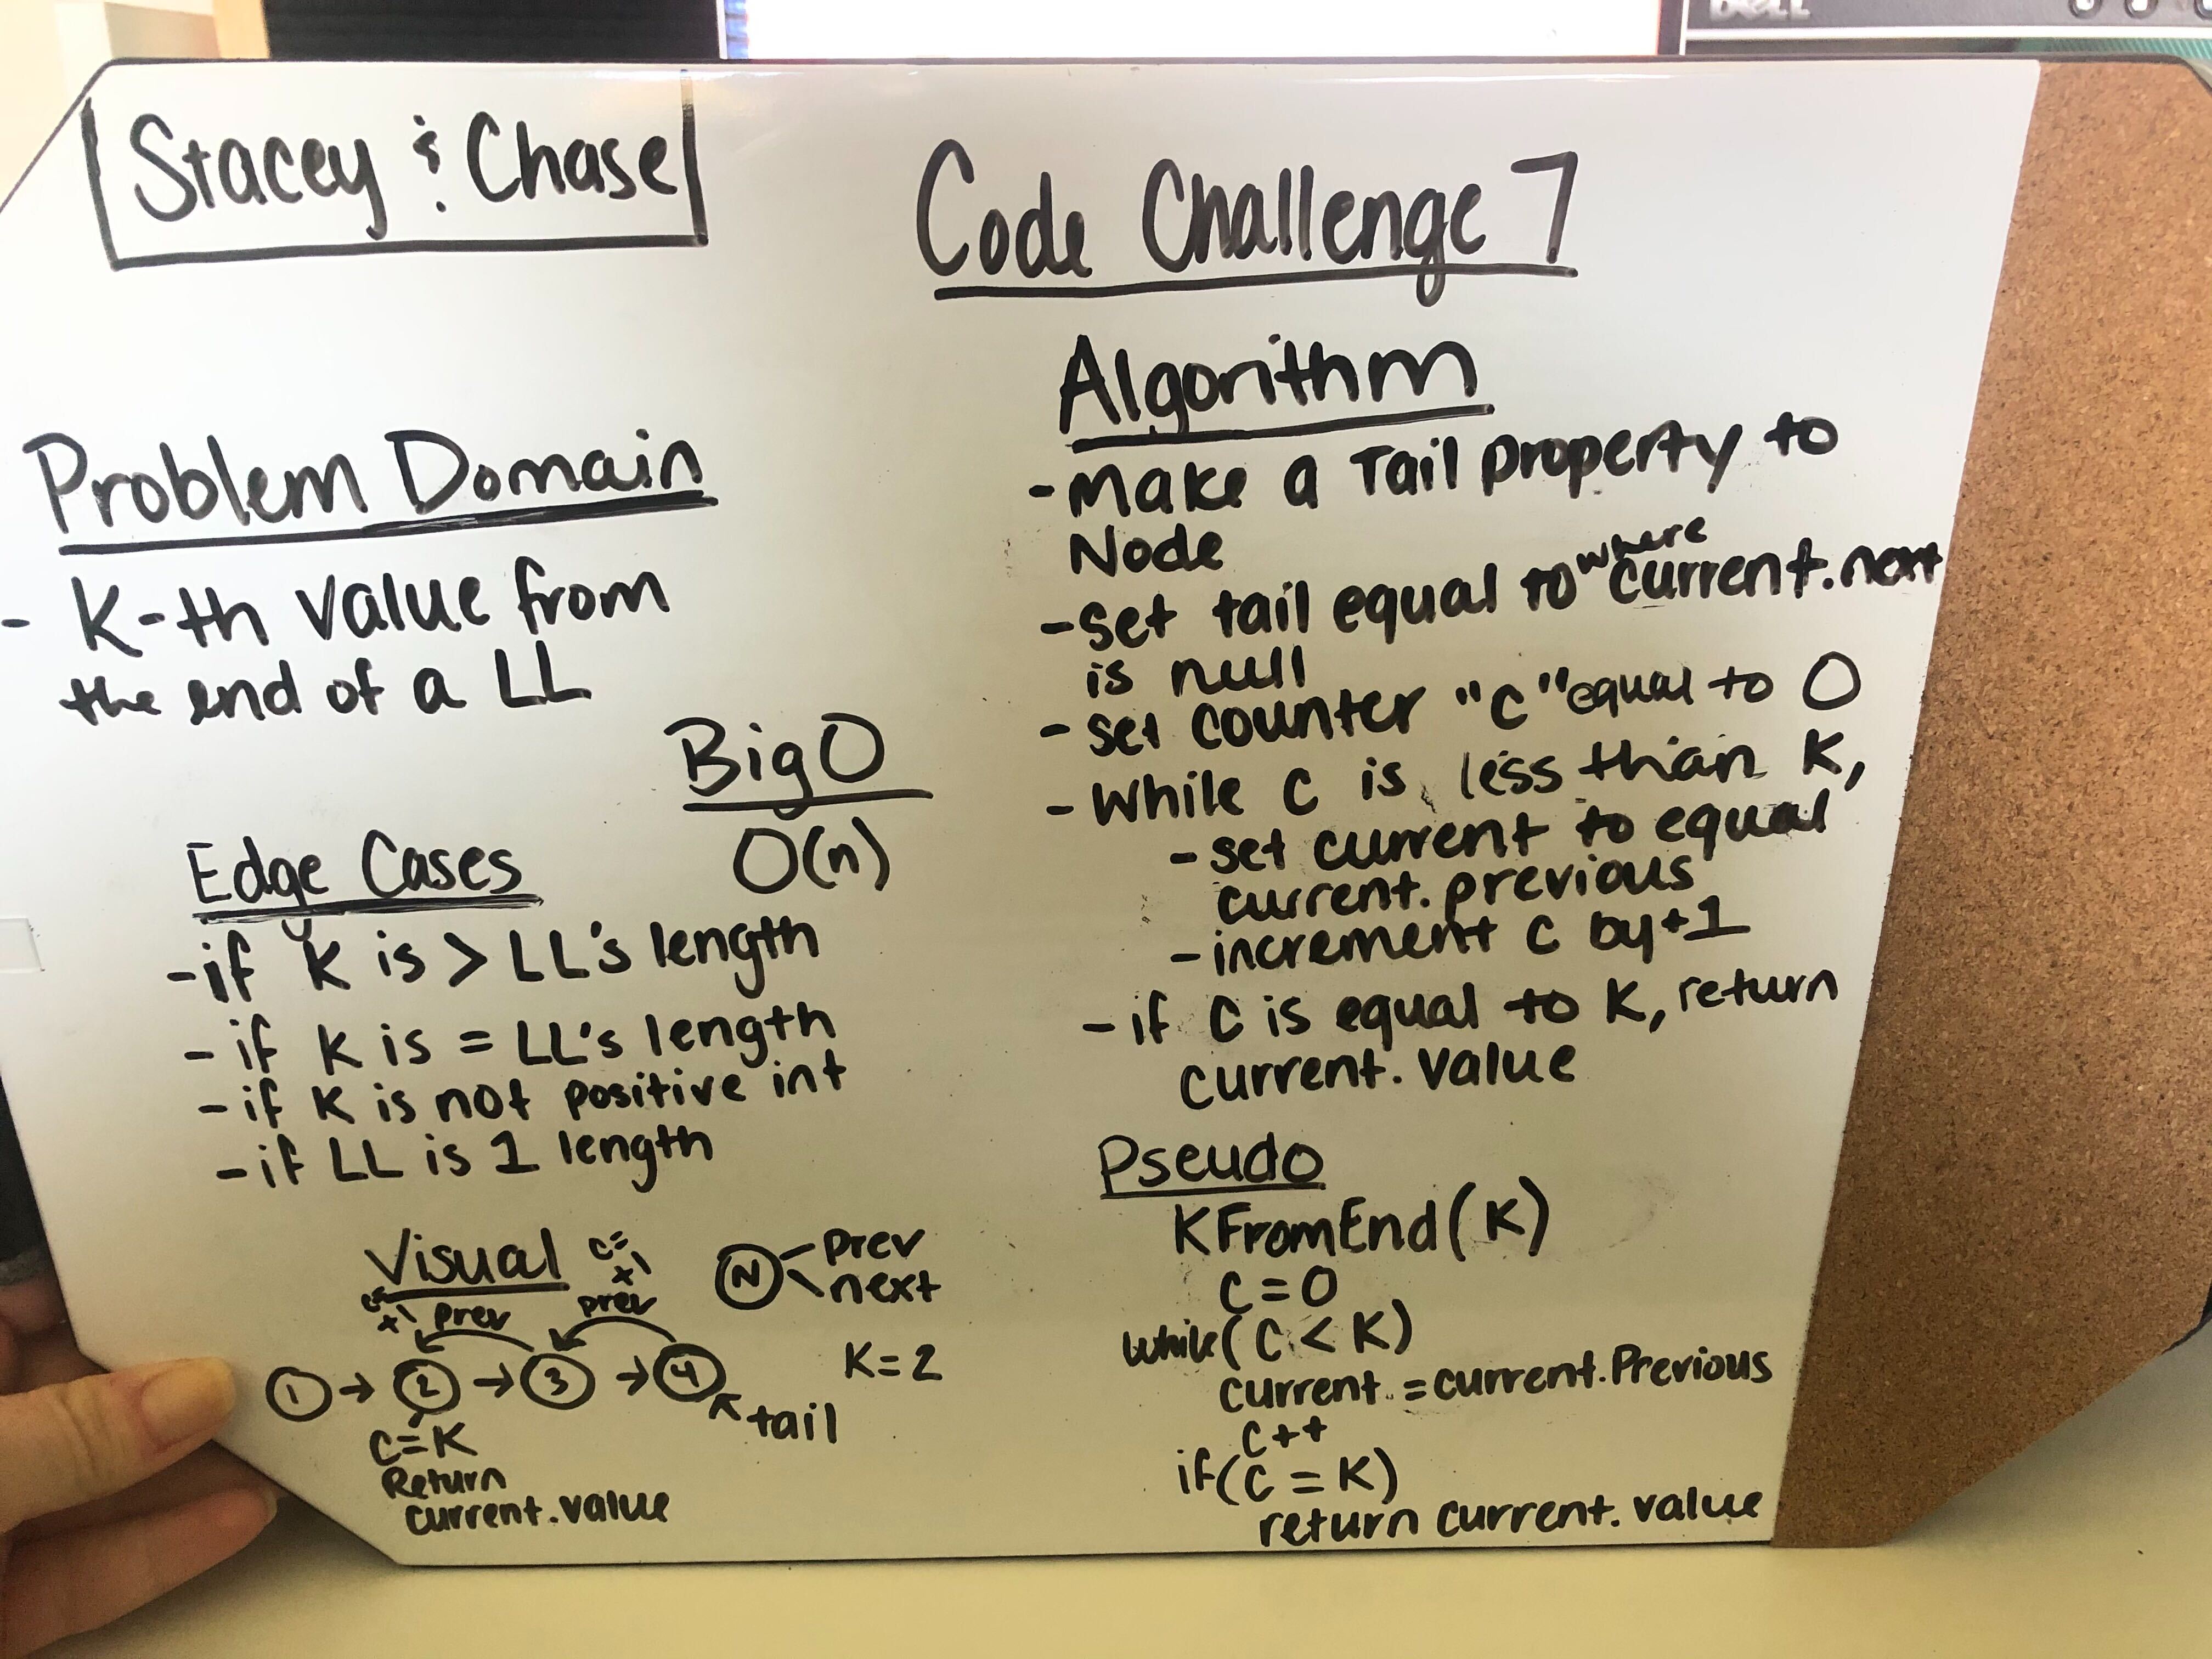 DELL
Stacey & Chase
Code Challenge 7
Problem Domain
- K-th value from
the end of a LL
Big O
O(n)
Edge Cases
- if K is > LL's length
- if K is = LL's length
- if K is not positive int
- if LL is 1 length
Visual
c=
+1
N
prev
next
c=
+1
prev
prev
K=2
1 → 2 → 3 → 4
tail
C=K
Return
current.value
Algorithm
- Make a Tail property to
Node
- set tail equal to where current.next
is null
- set counter "c" equal to 0
- While c is less than K,
- set current to equal
current.previous
- increment c by +1
- if C is equal to K, return
current.value
Pseudo
KFromEnd(K)
C=0
while(C < K)
current = current.Previous
C++
if(C = K)
return current.value